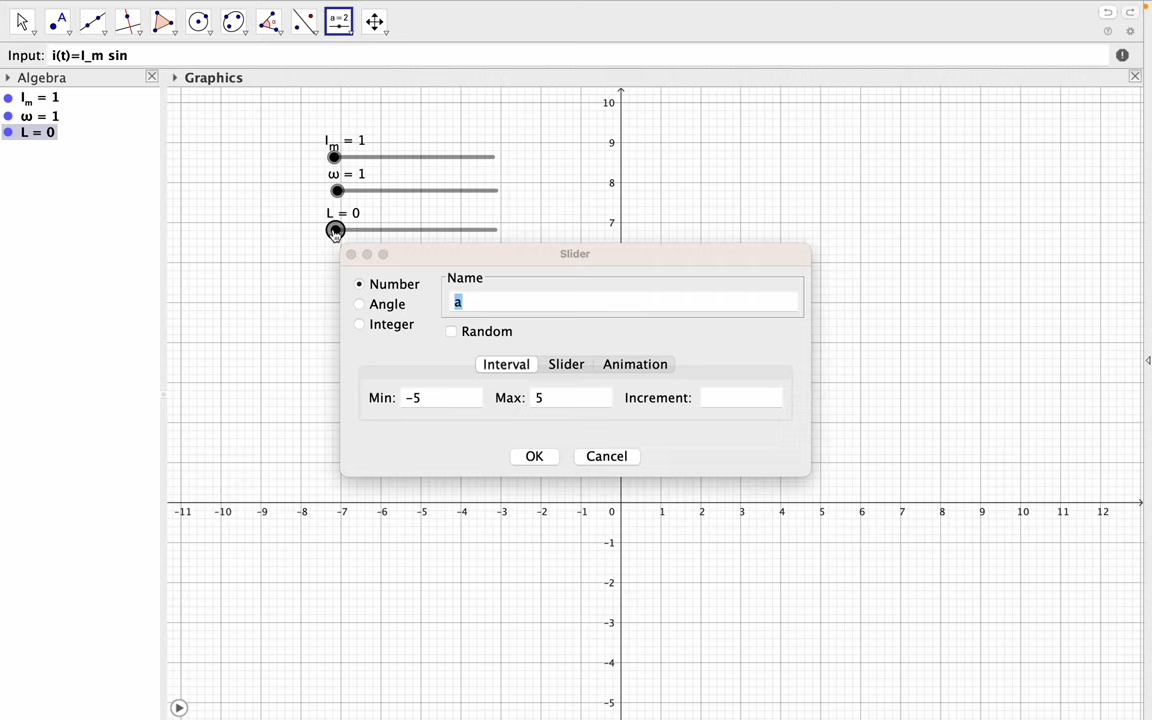 a=2
Input: i(t)=I_m sin
Algebra
Graphics
Im = 1
ω = 1
L = 0
Im = 1
ω = 1
L = 0
Slider
Number
Angle
Integer
Name
a
Random
Interval Slider Animation
Min: -5 Max: 5 Increment:
OK Cancel
10
9
8
7
-11 -10 -9 -8 -7 -6 -5 -4 -3 -2 -1 0 1 2 3 4 5 6 7 8 9 10 11 12
-1
-2
-3
-4
-5